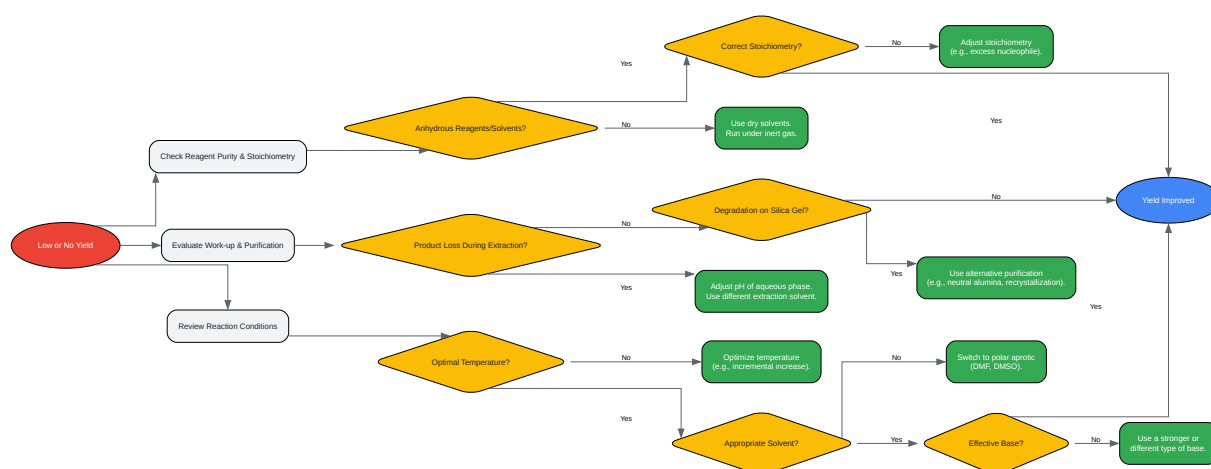 Correct Stoichiometry?
No
Adjust stoichiometry
(e.g., excess nucleophile).
Yes
Anhydrous Reagents/Solvents?
No
Use dry solvents.
Run under inert gas.
Yes
Check Reagent Purity & Stoichiometry
Low or No Yield
Evaluate Work-up & Purification
Product Loss During Extraction?
No
Degradation on Silica Gel?
No
Yield Improved
Yes
Adjust pH of aqueous phase.
Use different extraction solvent.
Yes
Use alternative purification
(e.g., neutral alumina, recrystallization).
Yes
Review Reaction Conditions
Optimal Temperature?
No
Optimize temperature
(e.g., incremental increase).
No
Switch to polar aprotic
(DMF, DMSO).
Yes
Appropriate Solvent?
Yes
Effective Base?
No
Use a stronger or
different type of base.